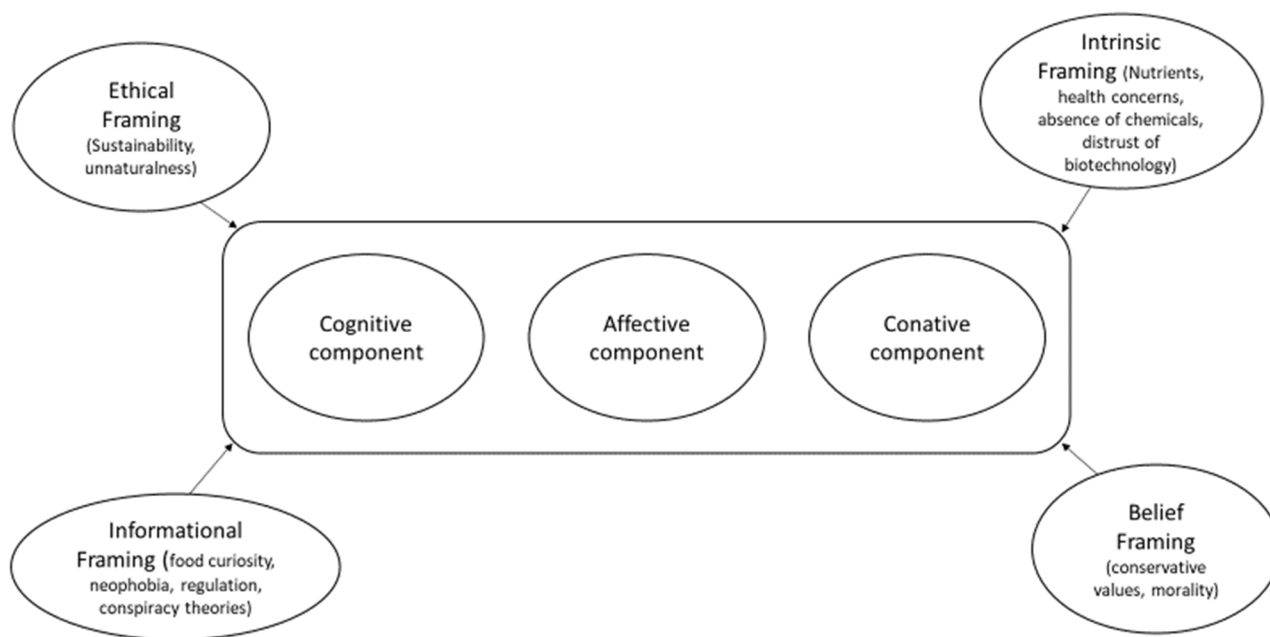 Ethical
Framing
(Sustainability,
unnaturalness)
Intrinsic
Framing (Nutrients,
health concerns,
absence of chemicals,
distrust of
biotechnology)
Cognitive
component
Affective
component
Conative
component
Informational
Framing (food curiosity,
neophobia, regulation,
conspiracy theories)
Belief
Framing
(conservative
values, morality)